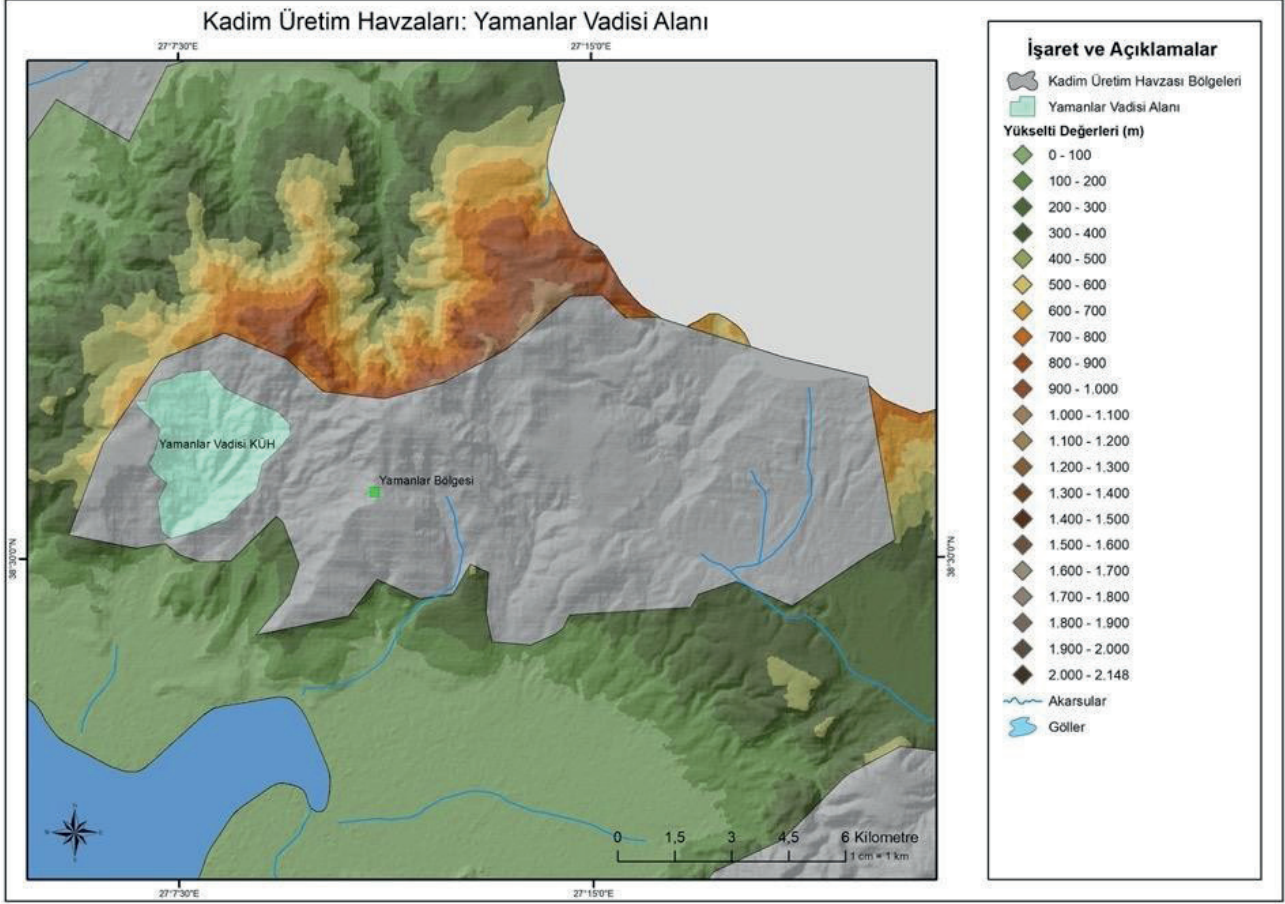 Kadim Üretim Havzaları: Yamanlar Vadisi Alanı
27°7'30"E
27°15'0"E
38°30'0"N
38°30'0"N
Yamanlar Vadisi KÜH
Yamanlar Bölgesi
0 1,5 3 4,5 6 Kilometre
1 cm = 1 km
27°7'30"E
27°15'0"E
İşaret ve Açıklamalar
Kadim Üretim Havzası Bölgeleri
Yamanlar Vadisi Alanı
Yükselti Değerleri (m)
0 - 100
100 - 200
200 - 300
300 - 400
400 - 500
500 - 600
600 - 700
700 - 800
800 - 900
900 - 1.000
1.000 - 1.100
1.100 - 1.200
1.200 - 1.300
1.300 - 1.400
1.400 - 1.500
1.500 - 1.600
1.600 - 1.700
1.700 - 1.800
1.800 - 1.900
1.900 - 2.000
2.000 - 2.148
Akarsular
Göller